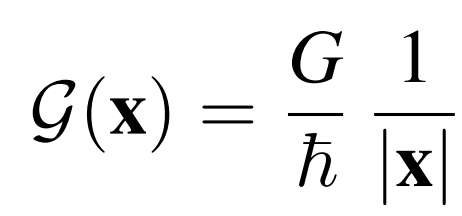 𝒢(𝐱) = G/ħ 1/|𝐱|